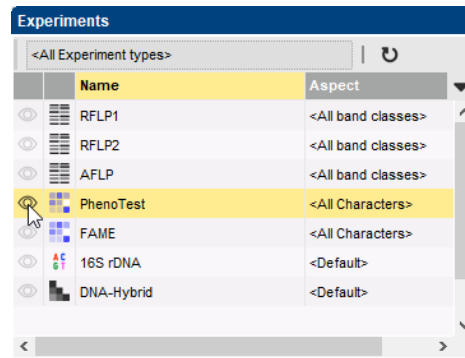 Experiments
<All Experiment types>
Name Aspect
RFLP1 <All band classes>
RFLP2 <All band classes>
AFLP <All band classes>
PhenoTest <All Characters>
FAME <All Characters>
A C G T 16S rDNA <Default>
DNA-Hybrid <Default>